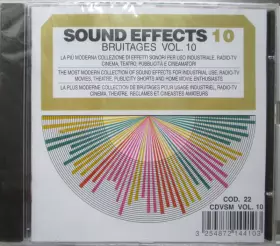 SOUND EFFECTS 10
BRUITAGES VOL. 10
LA PIÙ MODERNA COLLEZIONE DI EFFETTI SONORI PER USO INDUSTRIALE, RADIO-TV
CINEMA, TEATRO, PUBBLICITÀ E CINEAMATORI
THE MOST MODERN COLLECTION OF SOUND EFFECTS FOR INDUSTRIAL USE, RADIO-TV
MOVIES, THEATRE, PUBLICITY SHORTS AND HOME MOVIE ENTHUSIASTS
LA PLUS MODERNE COLLECTION DE BRUITAGES POUR USAGE INDUSTRIEL, RADIO-TV
CINEMA, THEATRE, RECLAMES ET CINEASTES AMATEURS
COD. 22
CDVSM VOL. 10
3 254872 144103